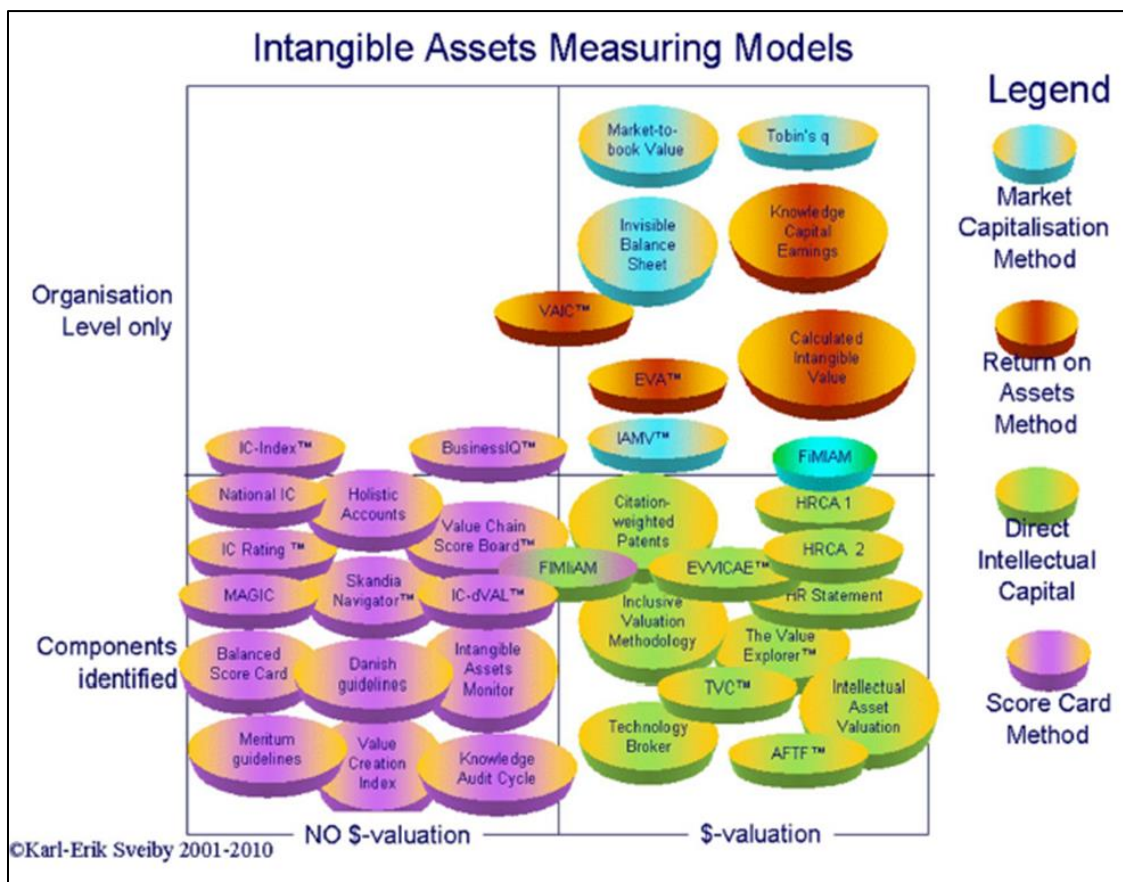 Intangible Assets Measuring Models
Legend
Market
Capitalisation
Method
Return on
Assets
Method
Direct
Intellectual
Capital
Score Card
Method
Organisation
Level only
Components
identified
Market-to-
book Value
Tobin's q
Invisible
Balance
Sheet
Knowledge
Capital
Earnings
VAIC™
Calculated
Intangible
Value
EVA™
IAMV™
FiMIAM
IC-Index™
BusinessIQ™
National IC
Holistic
Accounts
Value Chain
Score Board™
IC Rating ™
MAGIC
Skandia
Navigator™
IC-dVAL™
Balanced
Score Card
Danish
guidelines
Intangible
Assets
Monitor
Meritum
guidelines
Value
Creation
Index
Knowledge
Audit Cycle
Citation-
weighted
Patents
HRCA 1
HRCA 2
FIMIiAM
EVVICAE™
HR Statement
Inclusive
Valuation
Methodology
The Value
Explorer™
TVC™
Intellectual
Asset
Valuation
Technology
Broker
AFTF™
NO $-valuation
$-valuation
©Karl-Erik Sveiby 2001-2010